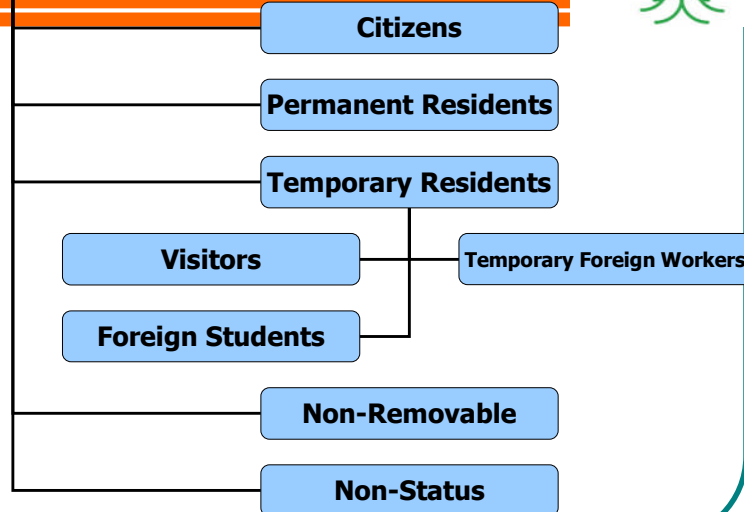 Citizens
Permanent Residents
Temporary Residents
Visitors
Temporary Foreign Workers
Foreign Students
Non-Removable
Non-Status